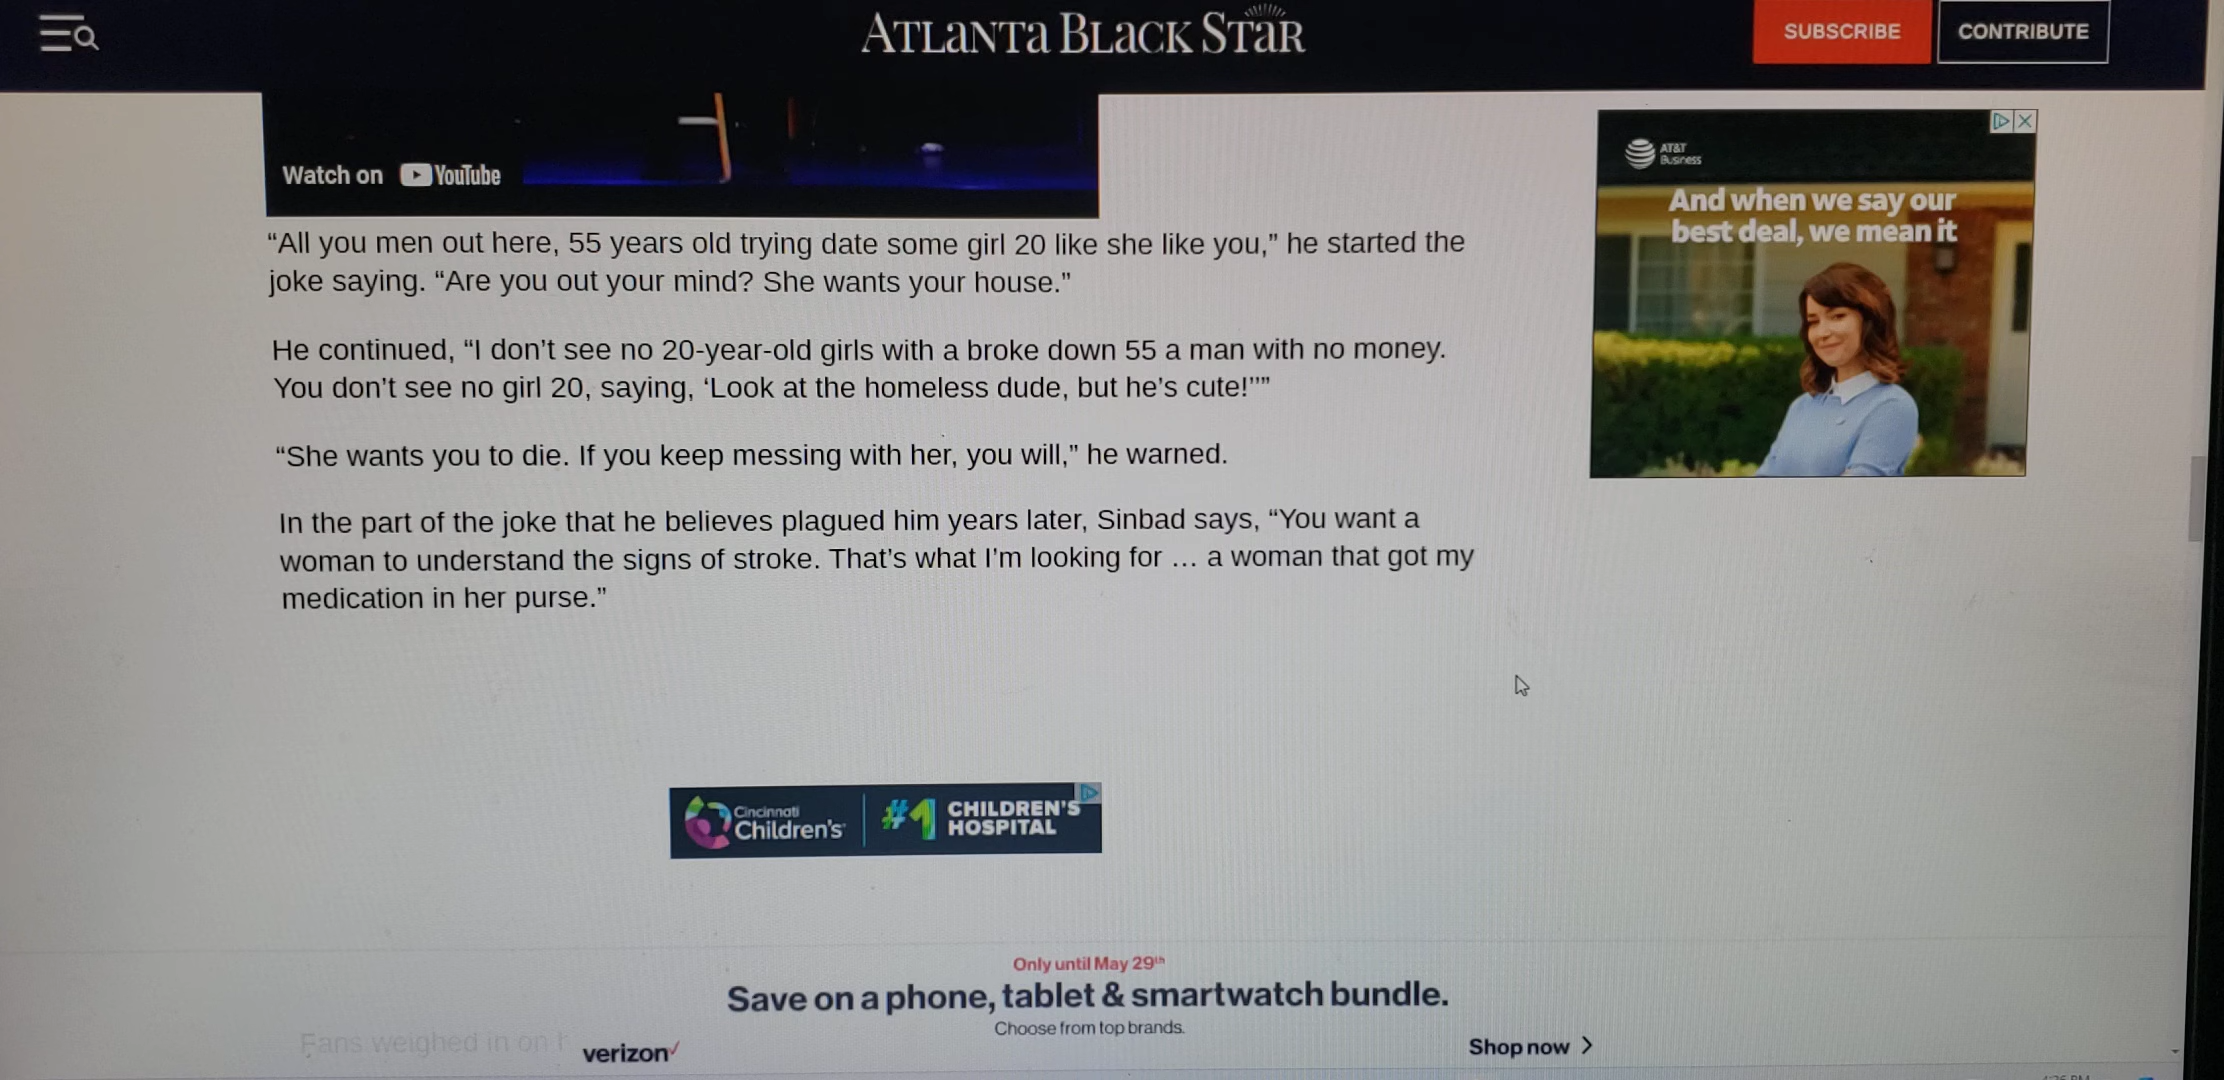 ATLANTA BLACK STAR
SUBSCRIBE
CONTRIBUTE
Watch on YouTube
AT&T
Business
And when we say our
best deal, we mean it
“All you men out here, 55 years old trying date some girl 20 like she like you,” he started the
joke saying. “Are you out your mind? She wants your house.”
He continued, “I don’t see no 20-year-old girls with a broke down 55 a man with no money.
You don’t see no girl 20, saying, ‘Look at the homeless dude, but he’s cute!’””
“She wants you to die. If you keep messing with her, you will,” he warned.
In the part of the joke that he believes plagued him years later, Sinbad says, “You want a
woman to understand the signs of stroke. That’s what I’m looking for … a woman that got my
medication in her purse.”
Cincinnati
Children's
#1
CHILDREN'S
HOSPITAL
Only until May 29th
Save on a phone, tablet & smartwatch bundle.
Choose from top brands.
Fans weighed in on
verizon
Shop now